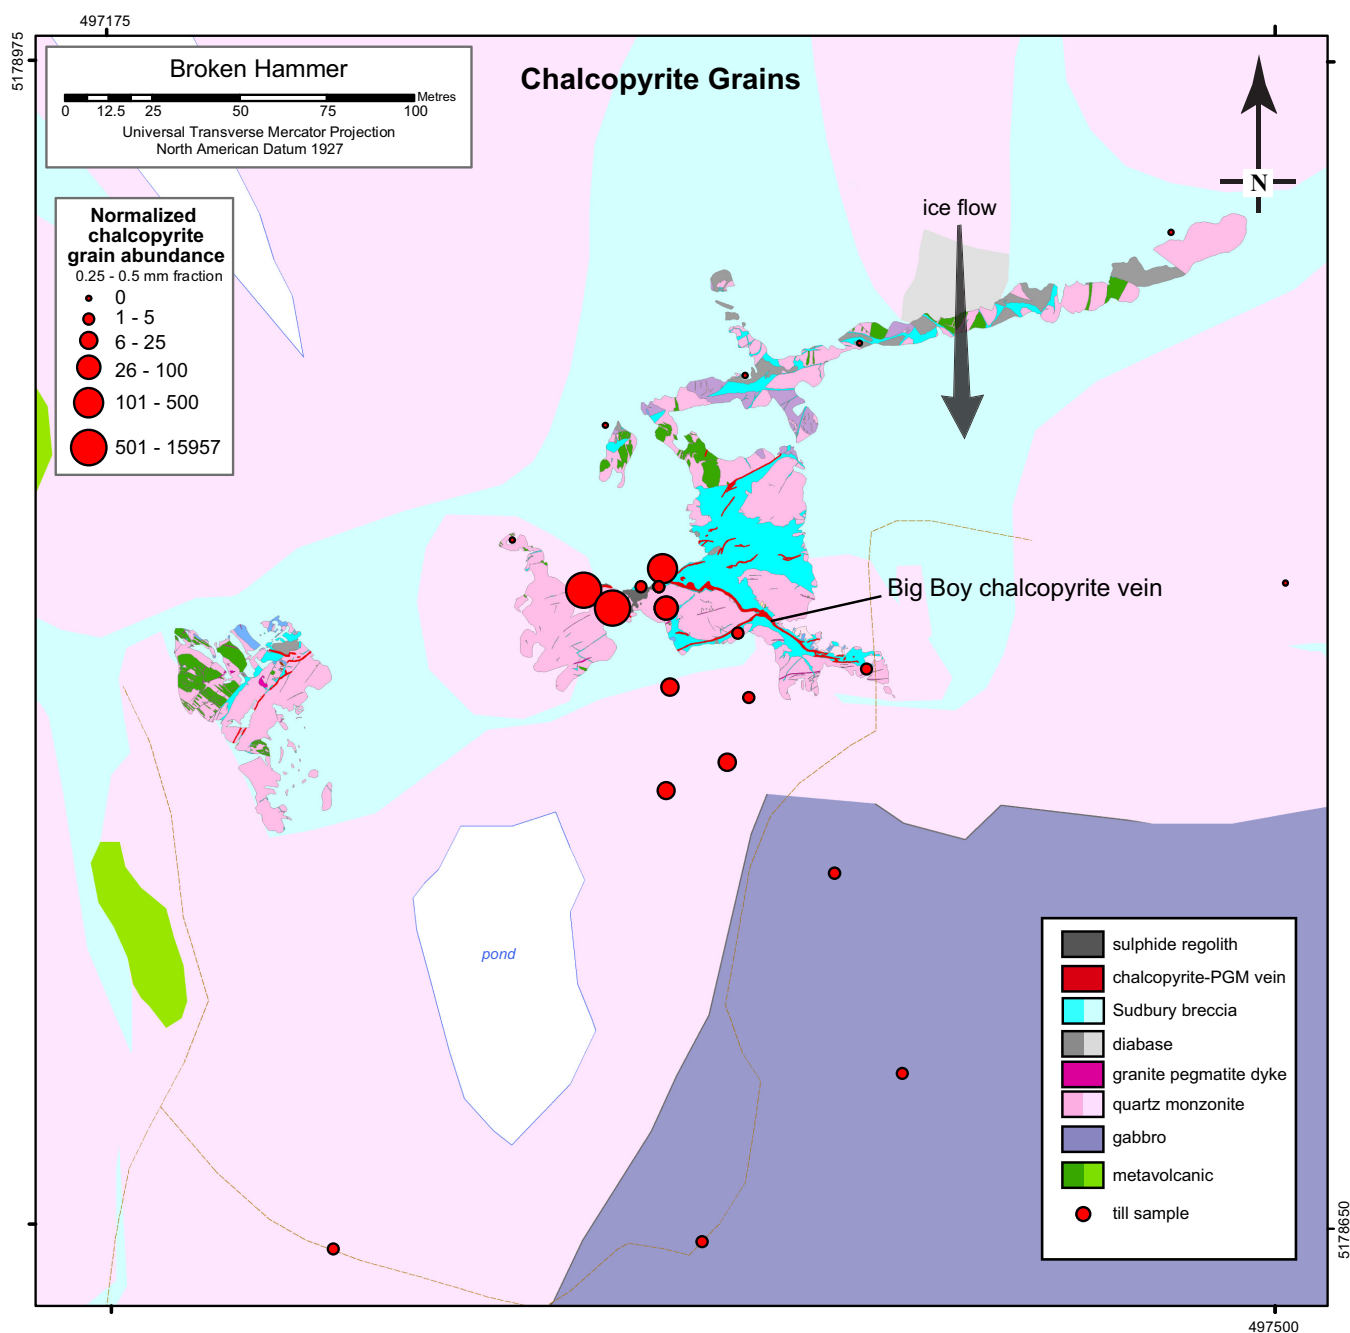 497175
5178975
Broken Hammer
Metres
0 12.5 25 50 75 100
Universal Transverse Mercator Projection
North American Datum 1927
Chalcopyrite Grains
N
Normalized
chalcopyrite
grain abundance
0.25 - 0.5 mm fraction
0
1 - 5
6 - 25
26 - 100
101 - 500
501 - 15957
ice flow
Big Boy chalcopyrite vein
pond
sulphide regolith
chalcopyrite-PGM vein
Sudbury breccia
diabase
granite pegmatite dyke
quartz monzonite
gabbro
metavolcanic
till sample
5178650
497500